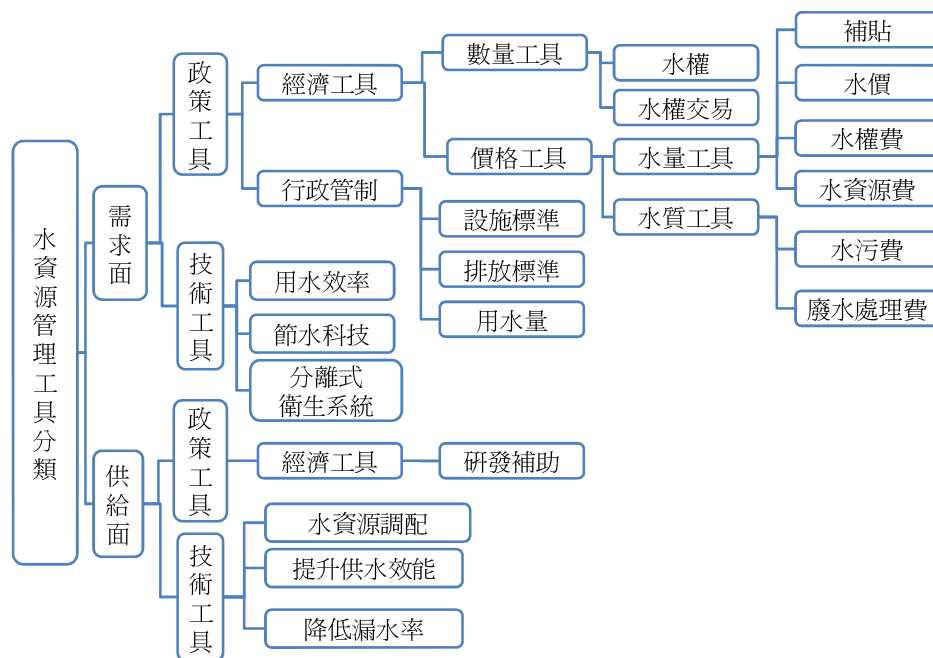 水資源管理工具分類
需求面
政策工具
經濟工具
數量工具
水權
水權交易
價格工具
水量工具
補貼
水價
水權費
水資源費
水質工具
水污費
廢水處理費
行政管制
設施標準
排放標準
用水量
技術工具
用水效率
節水科技
分離式
衛生系統
供給面
政策工具
經濟工具
研發補助
技術工具
水資源調配
提升供水效能
降低漏水率